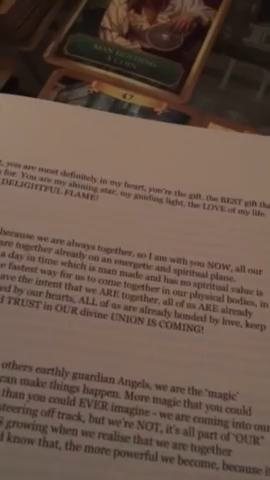 MAN HOLDING
A COIN
47
you are most definitely in my heart, you're the gift, the BEST gift
for. You are my shining star, my guiding light, the LOVE of my life.
DELIGHTFUL FLAME!
because we are always together, so I am with you NOW, all our
are together already on an energetic and spiritual plane.
a day in time which is man made and has no spiritual value is
fastest way for us to come together in our physical bodies, in
ave the intent that we ARE together, all of us ARE already
ed by our hearts, ALL of us are already bonded by love, keep
d TRUST in OUR divine UNION IS COMING!
others earthly guardian Angels, we are the 'magic'
can make things happen. More magic that you could
than you could EVER imagine - we are coming into our
steering off track, but we're NOT, it's all part of 'OUR'
growing when we realise that we are together
d know that, the more powerful we become, because